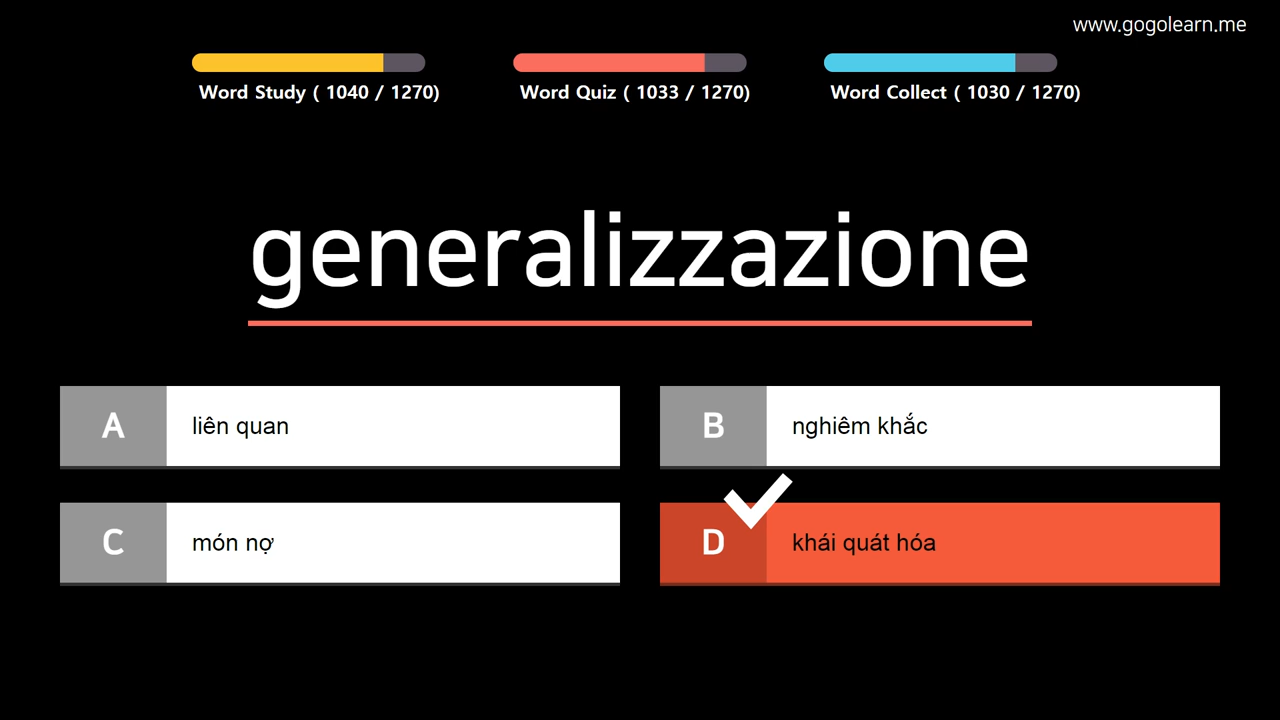 www.gogolearn.me
Word Study ( 1040 / 1270)
Word Quiz ( 1033 / 1270)
Word Collect ( 1030 / 1270)
generalizzazione
A liên quan
B nghiêm khắc
C món nợ
D khái quát hóa